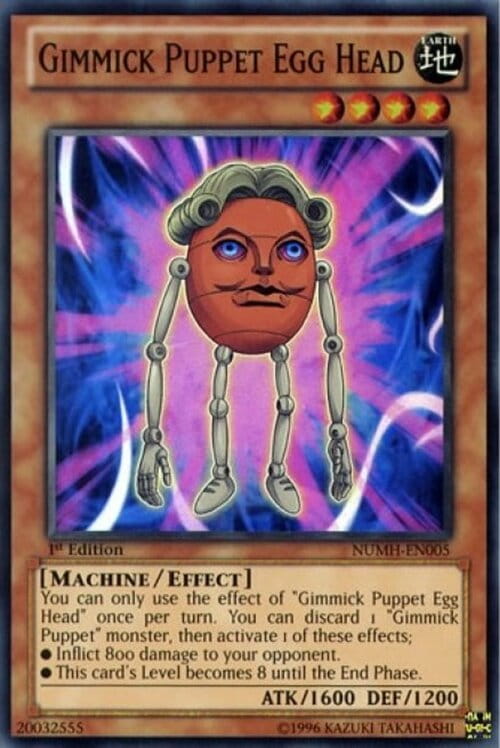 GIMMICK PUPPET EGG HEAD
EARTH
地
1st Edition
NUMH-EN005
[MACHINE/EFFECT]
You can only use the effect of "Gimmick Puppet Egg
Head" once per turn. You can discard 1 "Gimmick
Puppet" monster, then activate 1 of these effects;
● Inflict 800 damage to your opponent.
● This card's Level becomes 8 until the End Phase.
ATK/1600 DEF/1200
20032555
©1996 KAZUKI TAKAHASHI